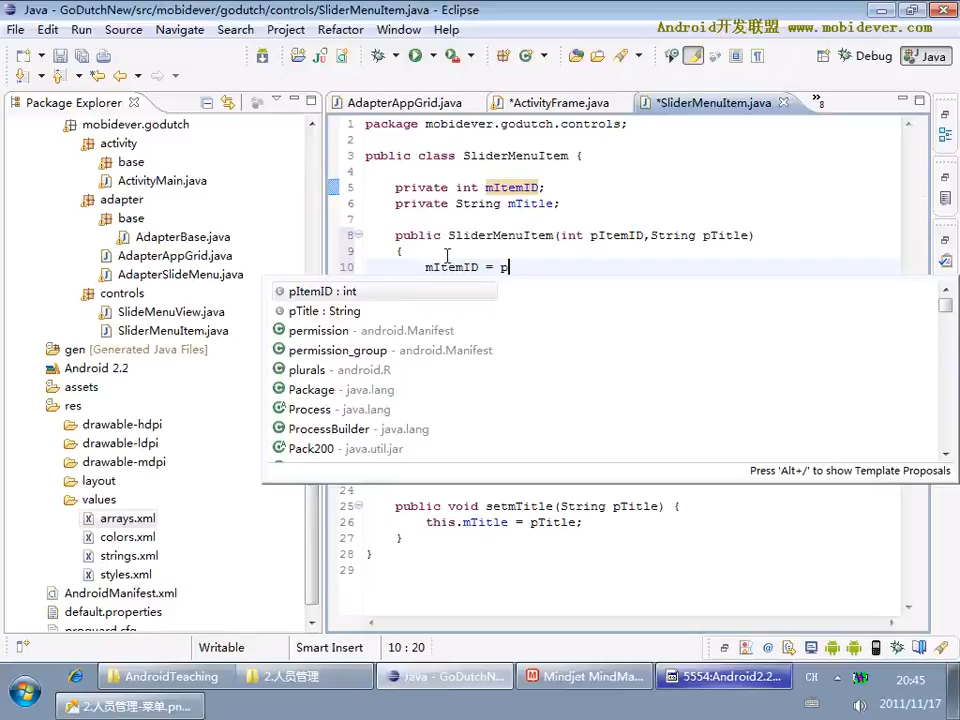 Java - GoDutchNew/src/mobidever/godutch/controls/SliderMenuItem.java - Eclipse
File Edit Run Source Navigate Search Project Refactor Window Help
Android开发联盟 www.mobidever.com
Debug Java
Package Explorer
AdapterAppGrid.java *ActivityFrame.java *SliderMenuItem.java »8
mobidever.godutch
activity
base
ActivityMain.java
adapter
base
AdapterBase.java
AdapterAppGrid.java
AdapterSlideMenu.java
controls
SlideMenuView.java
SliderMenuItem.java
gen [Generated Java Files]
Android 2.2
assets
res
drawable-hdpi
drawable-ldpi
drawable-mdpi
layout
values
arrays.xml
colors.xml
strings.xml
styles.xml
AndroidManifest.xml
default.properties
proguard.cfg
1 package mobidever.godutch.controls;
2
3 public class SliderMenuItem {
4
5 private int mItemID;
6 private String mTitle;
7
8 public SliderMenuItem(int pItemID,String pTitle)
9 {
10 mItemID = p
pItemID : int
pTitle : String
permission - android.Manifest
permission_group - android.Manifest
plurals - android.R
Package - java.lang
Process - java.lang
ProcessBuilder - java.lang
Pack200 - java.util.jar
Press 'Alt+/' to show Template Proposals
24
25 public void setmTitle(String pTitle) {
26 this.mTitle = pTitle;
27 }
28 }
29
Writable Smart Insert 10 : 20
AndroidTeaching 2.人员管理 Java - GoDutchN... Mindjet MindMa... 5554:Android2.2... CH 20:45
2.人员管理-菜单.pn... 2011/11/17